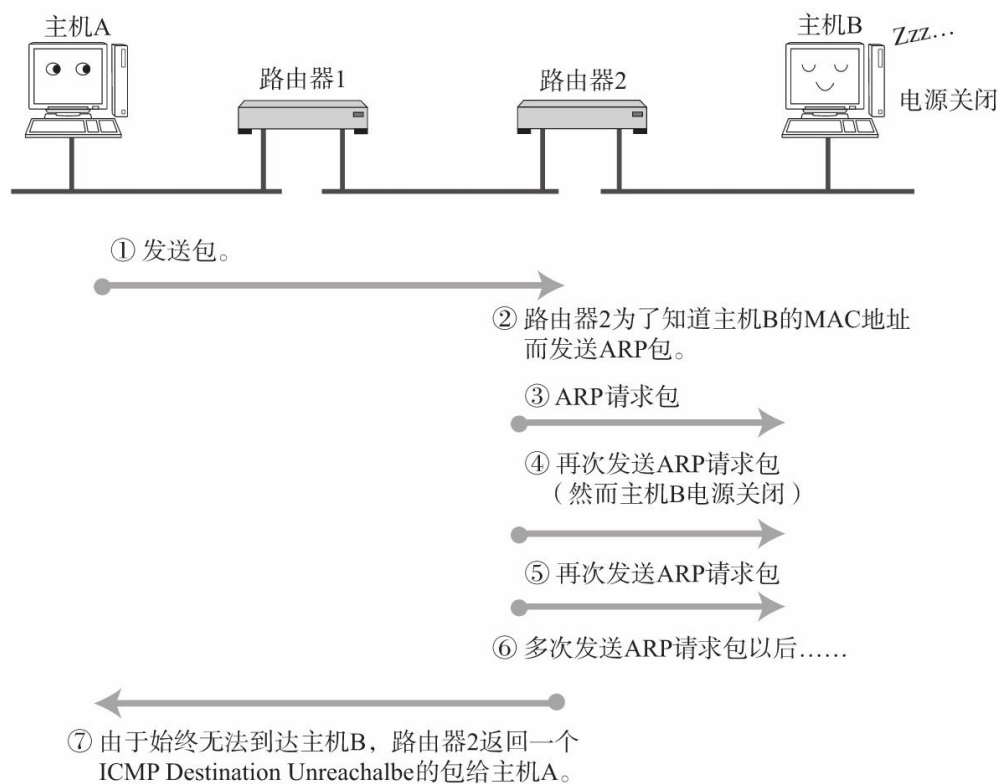 主机A
主机B
Zzz…
路由器1
路由器2
电源关闭
① 发送包。
② 路由器2为了知道主机B的MAC地址
而发送ARP包。
③ ARP请求包
④ 再次发送ARP请求包
（然而主机B电源关闭）
⑤ 再次发送ARP请求包
⑥ 多次发送ARP请求包以后……
⑦ 由于始终无法到达主机B，路由器2返回一个
ICMP Destination Unreachalbe的包给主机A。